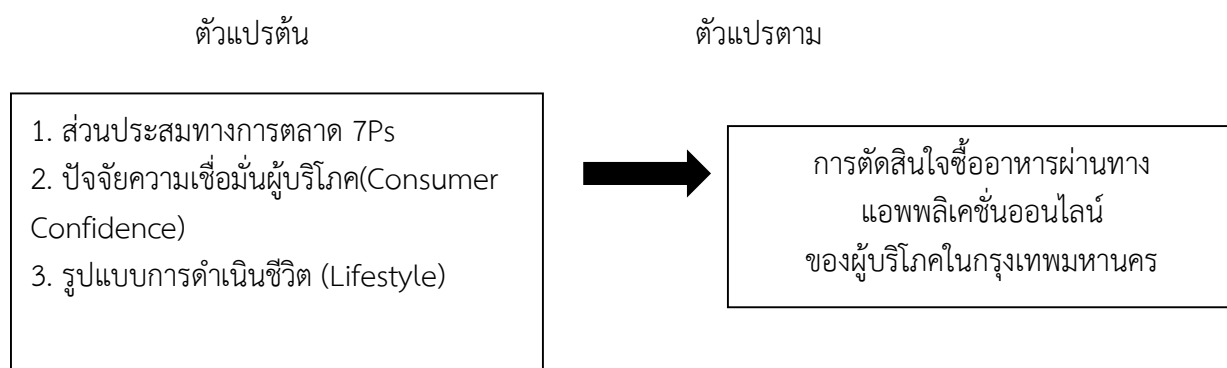 ตัวแปรต้น
ตัวแปรตาม
1. ส่วนประสมทางการตลาด 7Ps
2. ปัจจัยความเชื่อมั่นผู้บริโภค(Consumer
Confidence)
3. รูปแบบการดำเนินชีวิต (Lifestyle)
การตัดสินใจซื้ออาหารผ่านทาง
แอพพลิเคชั่นออนไลน์
ของผู้บริโภคในกรุงเทพมหานคร